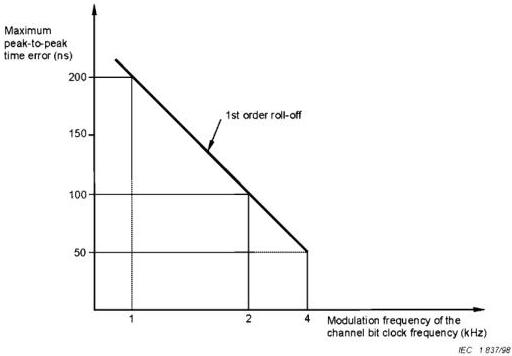 Maximum
peak-to-peak
time error (ns)
200
150
100
50
1st order roll-off
1
2
4
Modulation frequency of the
channel bit clock frequency (kHz)
IEC 1 837/98